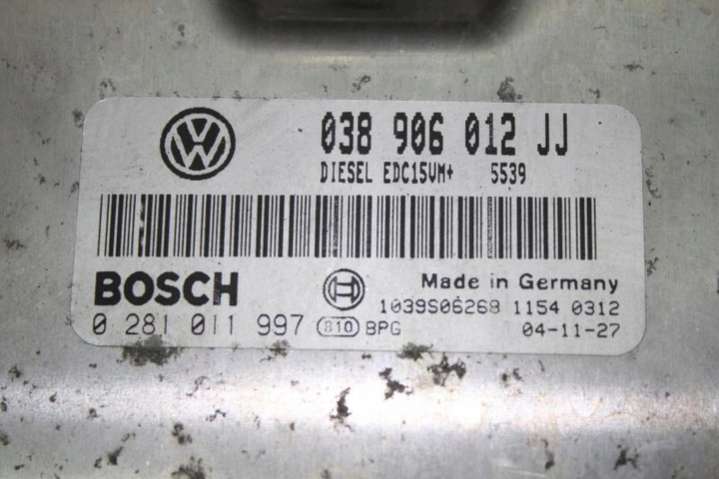 038 906 012 JJ
DIESEL EDC15VM+ 5539
BOSCH
Made in Germany
1039S06268 1154 0312
0 281 011 997 810 BPG 04-11-27